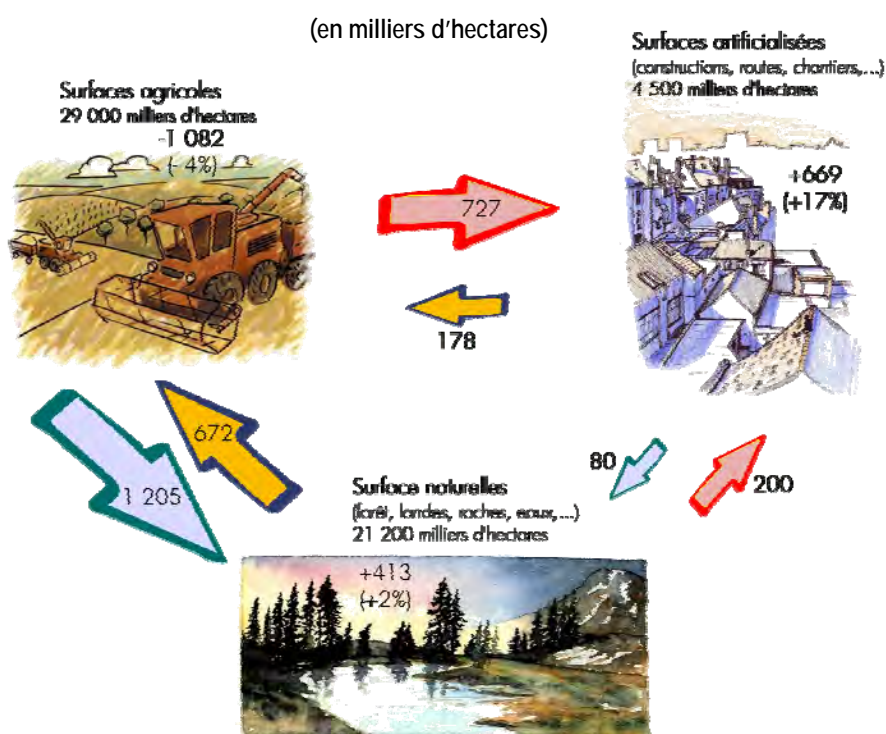 (en milliers d'hectares)
Surfaces agricoles
29 000 milliers d'hectares
-1 082
(- 4%)
Surfaces artificialisées
(constructions, routes, chantiers,...)
4 500 milliers d'hectares
+669
(+17%)
727
178
672
1 205
80
200
Surface naturelles
(forêt, landes, roches, eaux,...)
21 200 milliers d'hectares
+413
(+2%)